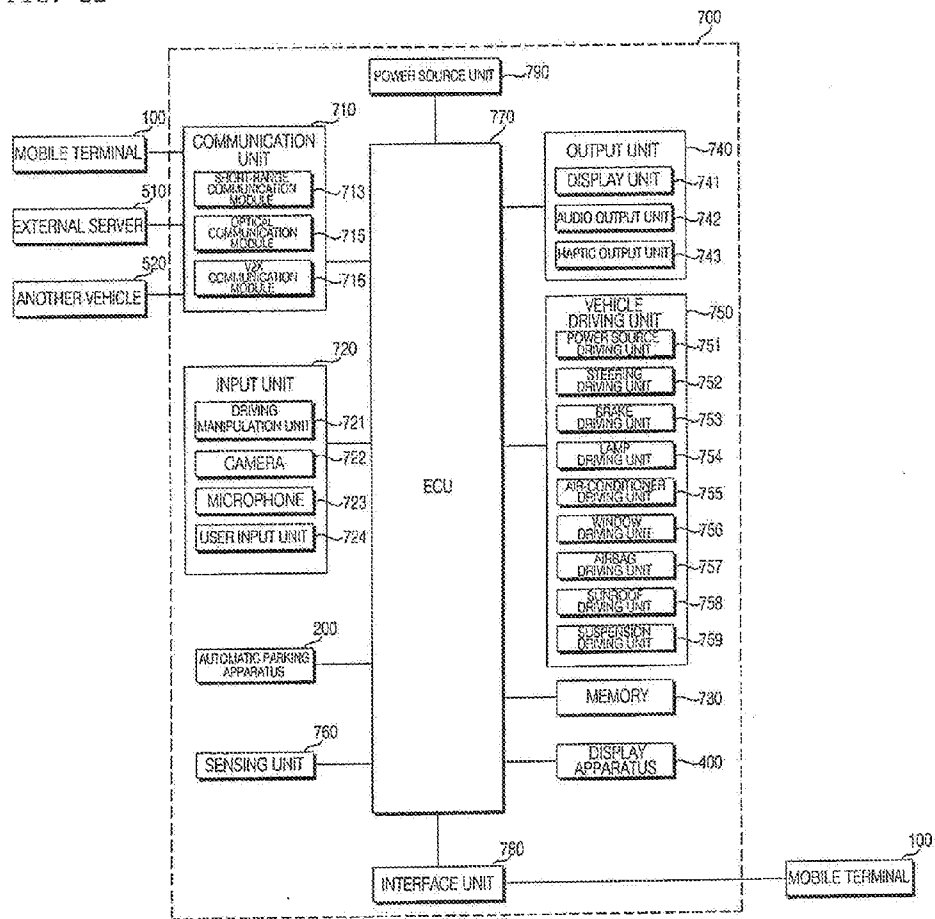 700
POWER SOURCE UNIT
790
100
MOBILE TERMINAL
510
EXTERNAL SERVER
520
ANOTHER VEHICLE
710
COMMUNICATION
UNIT
SHORT-RANGE
COMMUNICATION
MODULE
713
OPTICAL
COMMUNICATION
MODULE
715
V2X
COMMUNICATION
MODULE
716
720
INPUT UNIT
DRIVING
MANIPULATION UNIT
721
CAMERA
722
MICROPHONE
723
USER INPUT UNIT
724
200
AUTOMATIC PARKING
APPARATUS
760
SENSING UNIT
770
ECU
OUTPUT UNIT
740
DISPLAY UNIT
741
AUDIO OUTPUT UNIT
742
HAPTIC OUTPUT UNIT
743
VEHICLE
DRIVING UNIT
750
POWER SOURCE
DRIVING UNIT
751
STEERING
DRIVING UNIT
752
BRAKE
DRIVING UNIT
753
LAMP
DRIVING UNIT
754
AIR-CONDITIONER
DRIVING UNIT
755
WINDOW
DRIVING UNIT
756
AIRBAG
DRIVING UNIT
757
SUNROOF
DRIVING UNIT
758
SUSPENSION
DRIVING UNIT
759
MEMORY
730
DISPLAY
APPARATUS
400
780
INTERFACE UNIT
100
MOBILE TERMINAL